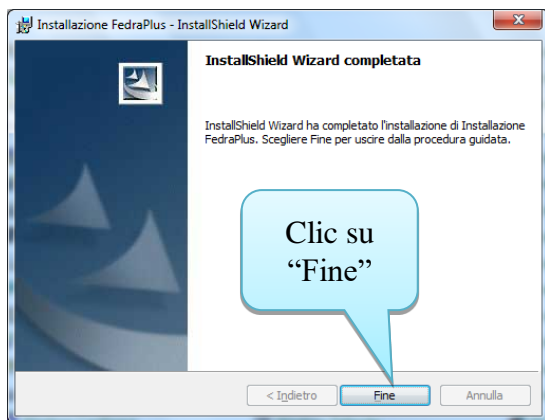 Installazione FedraPlus - InstallShield Wizard
InstallShield Wizard completata
InstallShield Wizard ha completato l'installazione di Installazione
FedraPlus. Scegliere Fine per uscire dalla procedura guidata.
Clic su
“Fine”
< Indietro
Fine
Annulla